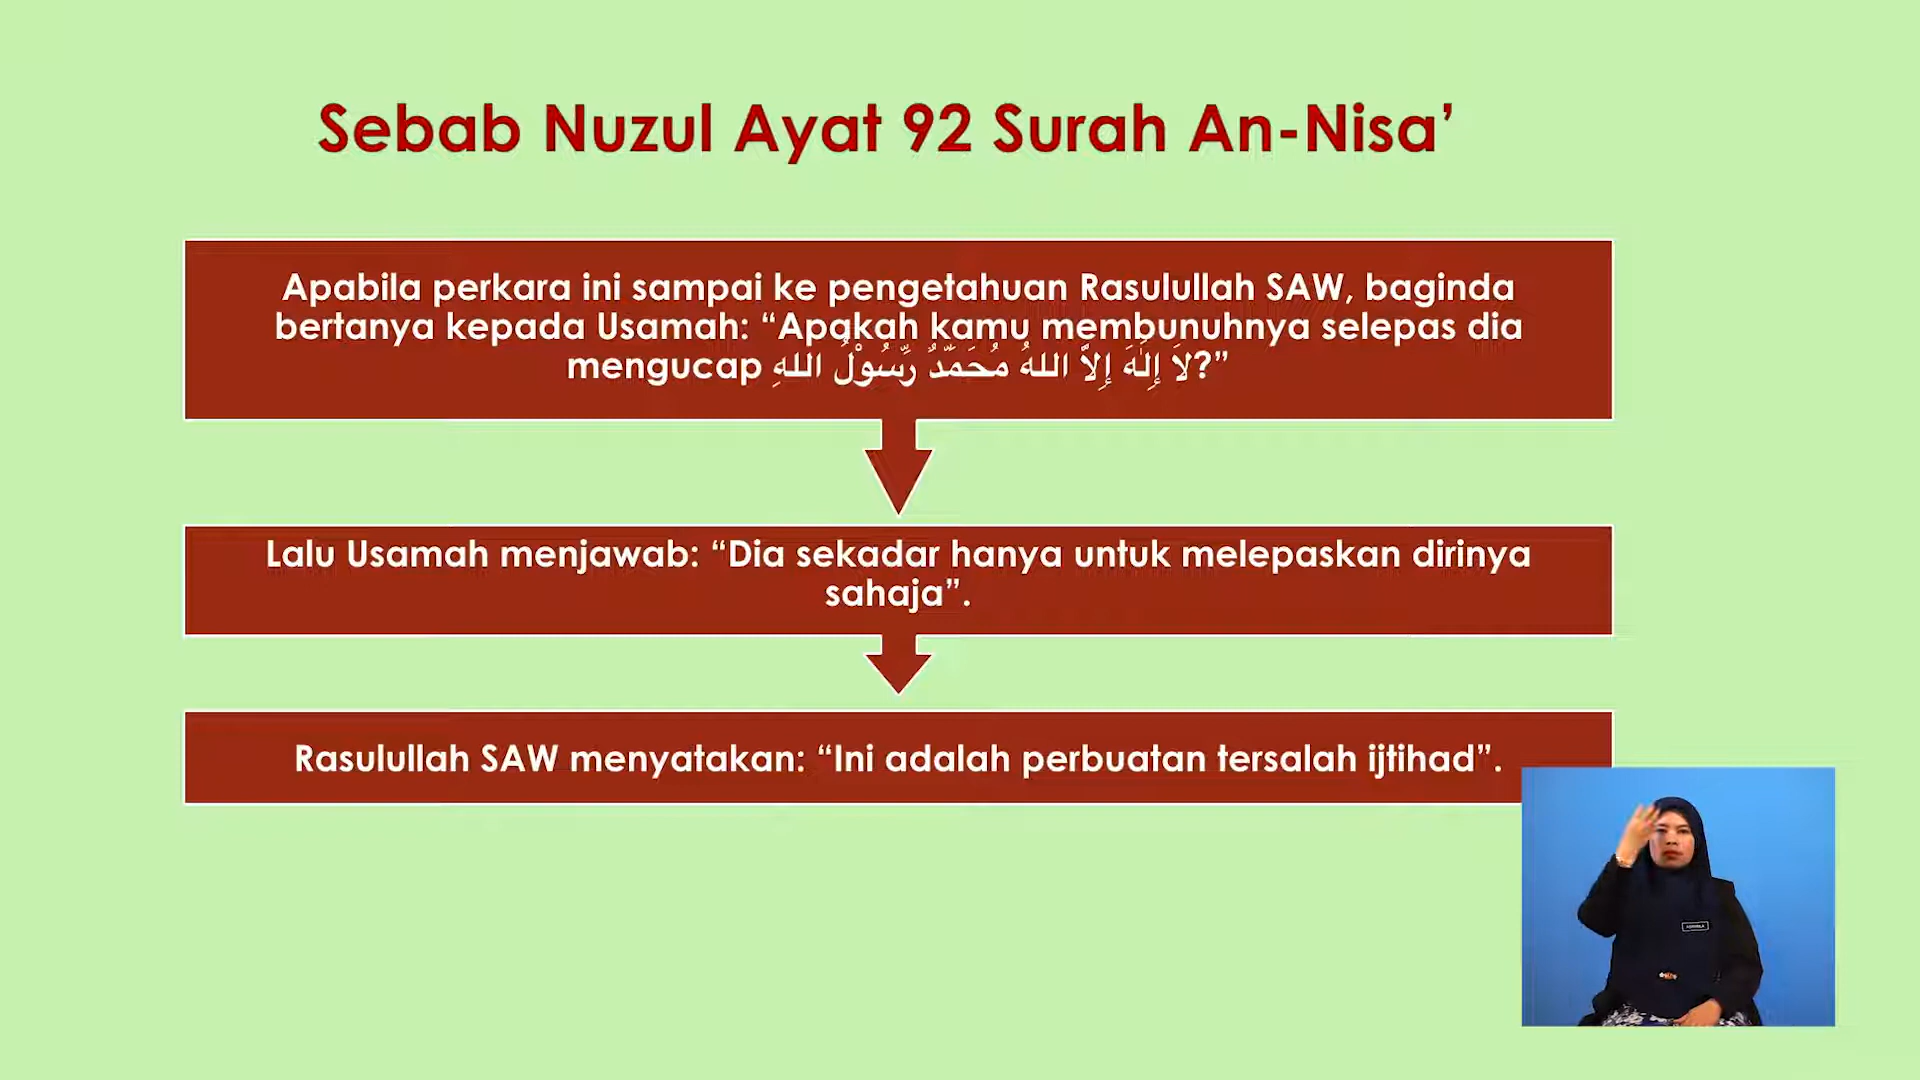 Sebab Nuzul Ayat 92 Surah An-Nisa’
Apabila perkara ini sampai ke pengetahuan Rasulullah SAW, baginda
bertanya kepada Usamah: “Apakah kamu membunuhnya selepas dia
mengucap لاَ إِلَٰهَ إِلاَّ اللهُ مُحَمَّدٌ رَّسُوْلُ اللهِ?”
Lalu Usamah menjawab: “Dia sekadar hanya untuk melepaskan dirinya
sahaja”.
Rasulullah SAW menyatakan: “Ini adalah perbuatan tersalah ijtihad”.